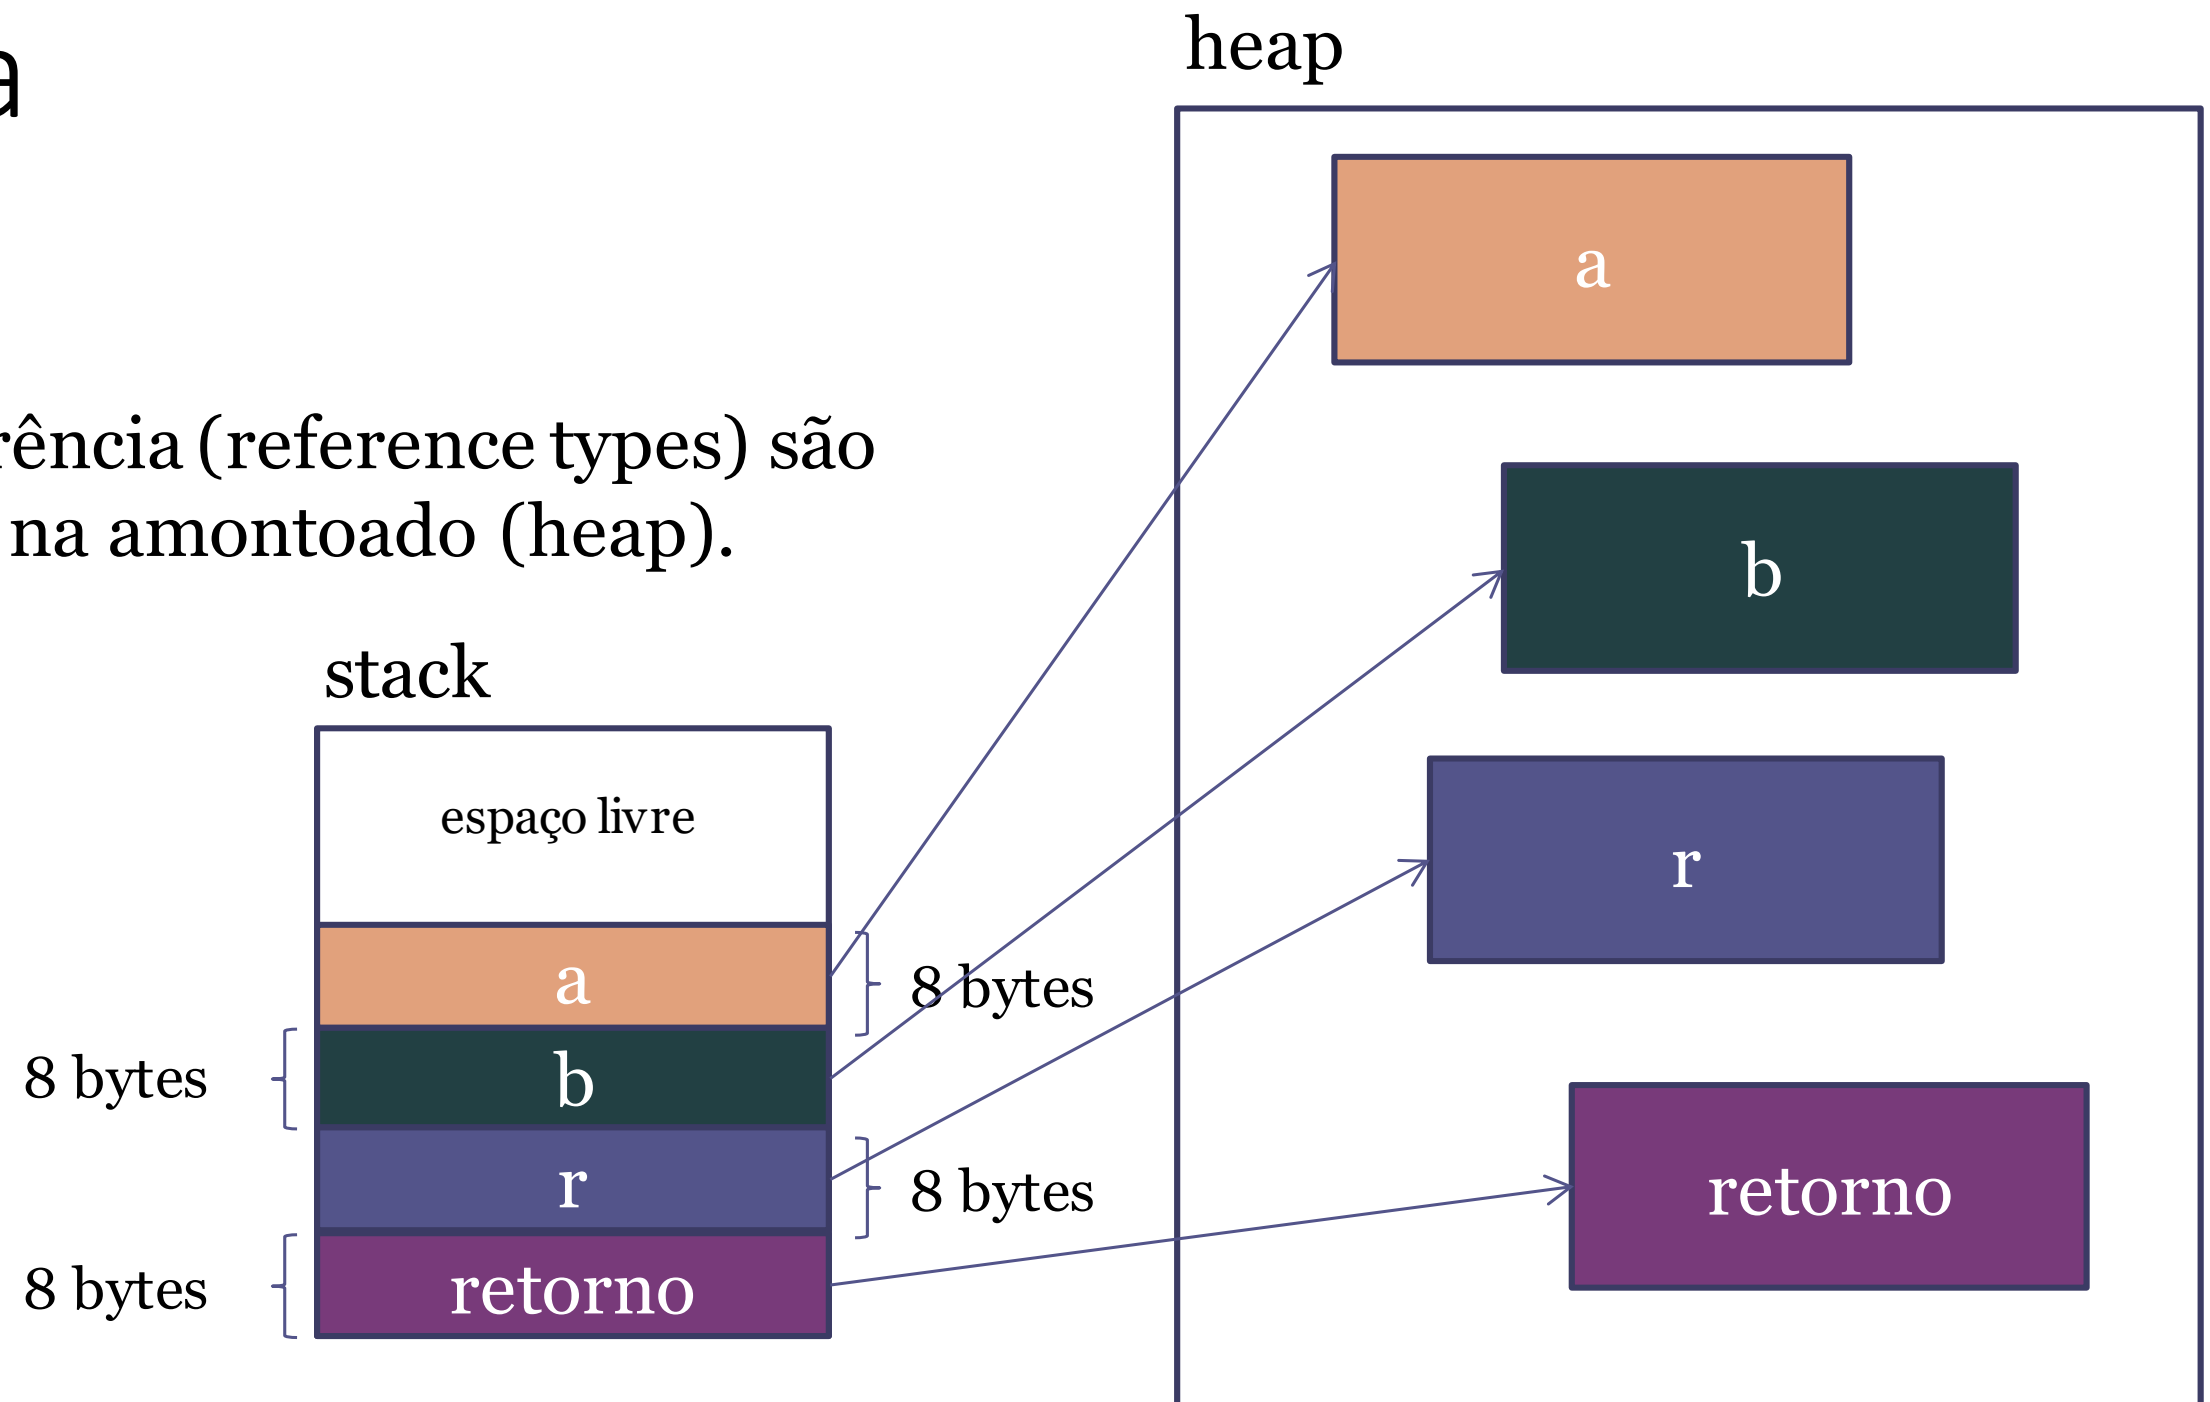 a
heap
a
rência (reference types) são
na amontoado (heap).
b
stack
espaço livre
r
a
8 bytes
8 bytes
b
r
8 bytes
retorno
8 bytes
retorno